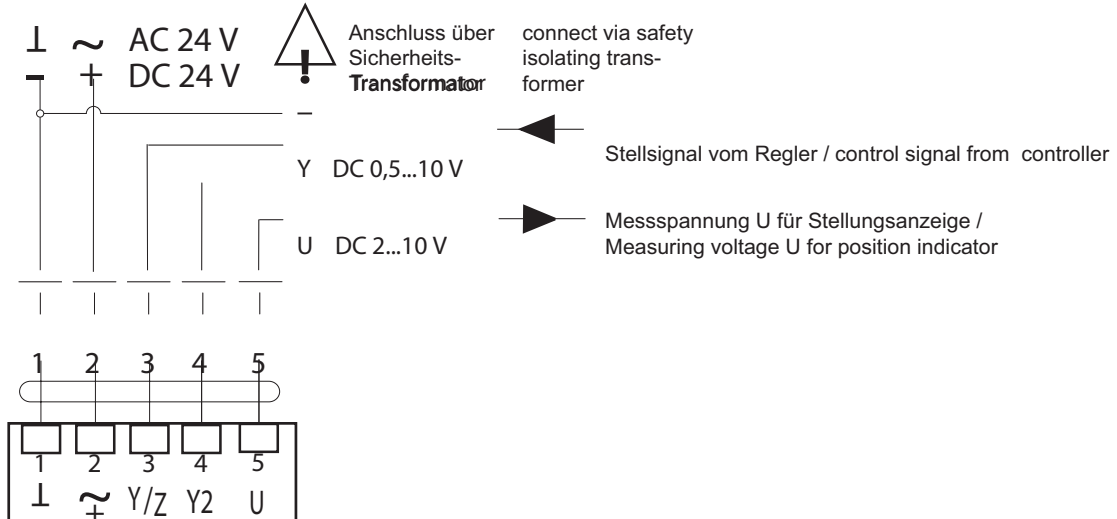 ⊥ ~ AC 24 V
- + DC 24 V
!
Anschluss über
Sicherheits-
Transformator
connect via safety
isolating trans-
former
–
Y DC 0,5...10 V
Stellsignal vom Regler / control signal from controller
U DC 2...10 V
Messspannung U für Stellungsanzeige /
Measuring voltage U for position indicator
1 2 3 4 5
1 2 3 4 5
⊥ ~ Y/Z Y2 U
+